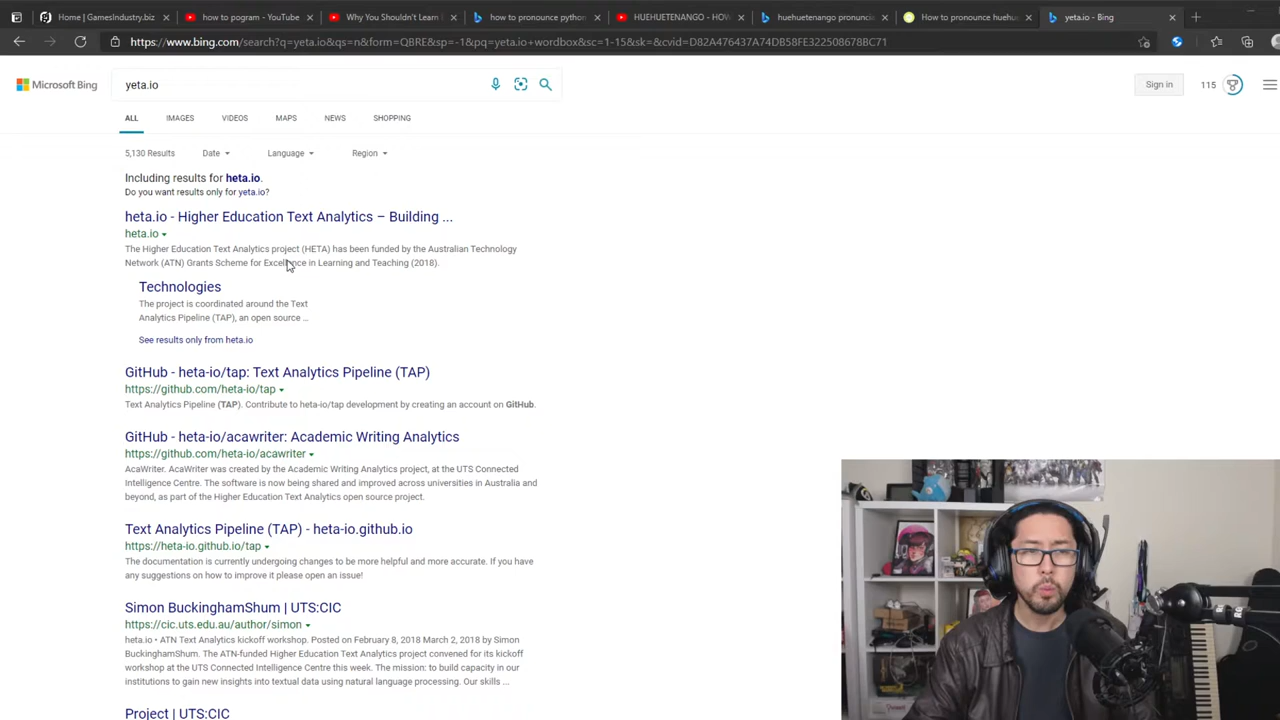 Home | GamesIndustry.biz
how to pogram - YouTube
Why You Shouldn't Learn
how to pronounce python
HUEHUETENANGO - HOW
huehuetenango pronuncia
How to pronounce huehue
yeta.io - Bing
https://www.bing.com/search?q=yeta.io&qs=n&form=QBRE&sp=-1&pq=yeta.io+wordbox&sc=1-15&sk=&cvid=D82A476437A74DB58FE322508678BC71
Microsoft Bing
yeta.io
Sign in
115
ALL
IMAGES
VIDEOS
MAPS
NEWS
SHOPPING
5,130 Results
Date
Language
Region
Including results for heta.io.
Do you want results only for yeta.io?
heta.io - Higher Education Text Analytics – Building ...
heta.io
The Higher Education Text Analytics project (HETA) has been funded by the Australian Technology
Network (ATN) Grants Scheme for Excellence in Learning and Teaching (2018).
Technologies
The project is coordinated around the Text
Analytics Pipeline (TAP), an open source ...
See results only from heta.io
GitHub - heta-io/tap: Text Analytics Pipeline (TAP)
https://github.com/heta-io/tap
Text Analytics Pipeline (TAP). Contribute to heta-io/tap development by creating an account on GitHub.
GitHub - heta-io/acawriter: Academic Writing Analytics
https://github.com/heta-io/acawriter
AcaWriter. AcaWriter was created by the Academic Writing Analytics project, at the UTS Connected
Intelligence Centre. The software is now being shared and improved across universities in Australia and
beyond, as part of the Higher Education Text Analytics open source project.
Text Analytics Pipeline (TAP) - heta-io.github.io
https://heta-io.github.io/tap
The documentation is currently undergoing changes to be more helpful and more accurate. If you have
any suggestions on how to improve it please open an issue!
Simon BuckinghamShum | UTS:CIC
https://cic.uts.edu.au/author/simon
heta.io • ATN Text Analytics kickoff workshop. Posted on February 8, 2018 March 2, 2018 by Simon
BuckinghamShum. The ATN-funded Higher Education Text Analytics project convened for its kickoff
workshop at the UTS Connected Intelligence Centre this week. The mission: to build capacity in our
institutions to gain new insights into textual data using natural language processing. Our skills ...
Project | UTS:CIC